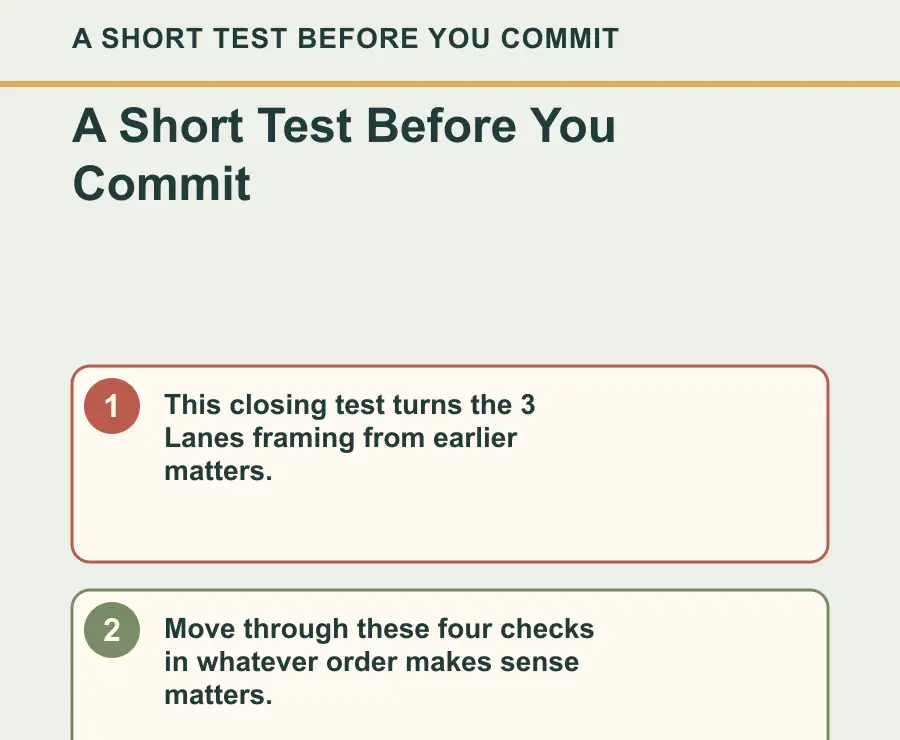 A SHORT TEST BEFORE YOU COMMIT
A Short Test Before You
Commit
1
This closing test turns the 3
Lanes framing from earlier
matters.
2
Move through these four checks
in whatever order makes sense
matters.